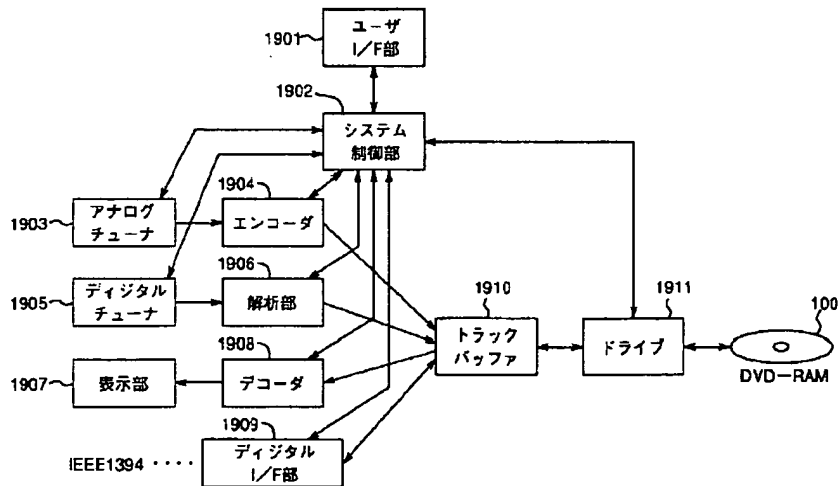 1901
ユーザ
I/F部
1902
システム
制御部
1904
1903
アナログ
チューナ
エンコーダ
1906
1905
ディジタル
チューナ
解析部
1910
トラック
バッファ
1911
ドライブ
100
DVD-RAM
1908
1907
表示部
デコーダ
1909
IEEE1394 ····
ディジタル
I/F部